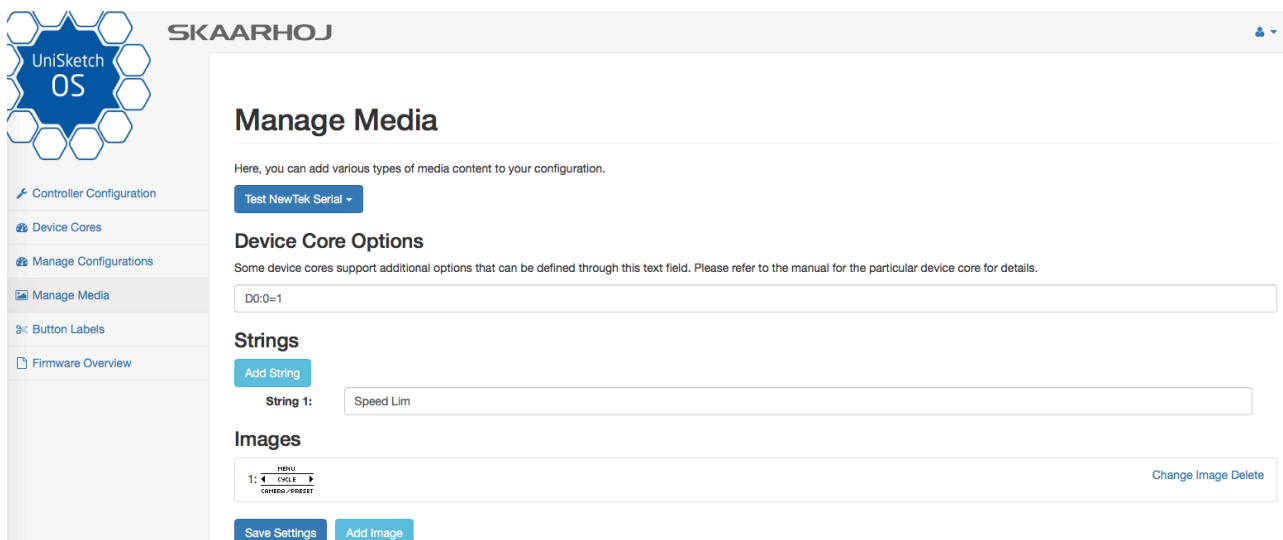 SKAARHOJ
UniSketch
OS
Controller Configuration
Device Cores
Manage Configurations
Manage Media
Button Labels
Firmware Overview
Manage Media
Here, you can add various types of media content to your configuration.
Test NewTek Serial
Device Core Options
Some device cores support additional options that can be defined through this text field. Please refer to the manual for the particular device core for details.
D0:0=1
Strings
Add String
String 1: Speed Lim
Images
MENU
1: CYCLE
CAMERA/PRESET
Change Image Delete
Save Settings Add Image